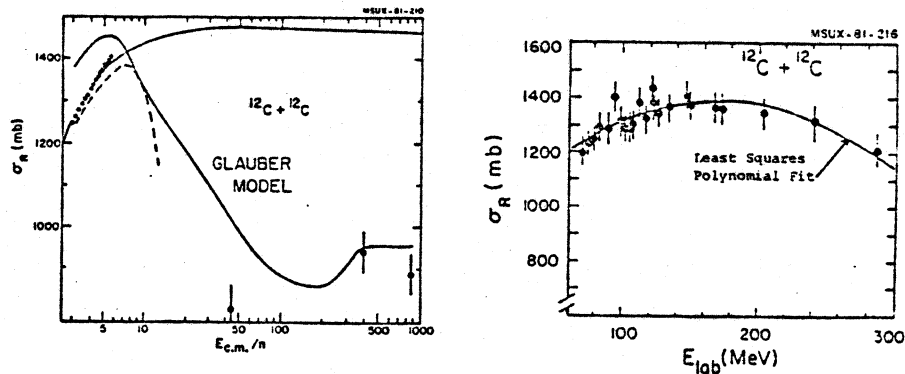 MSUX-81-210
1400
1200
1000
σR (mb)
12C + 12C
GLAUBER
MODEL
5
10
50
100
500
1000
Ec.m./n
MSUX-81-216
1600
1400
1200
1000
800
σR (mb)
12C + 12C
Least Squares
Polynomial Fit
100
200
300
Elab(MeV)